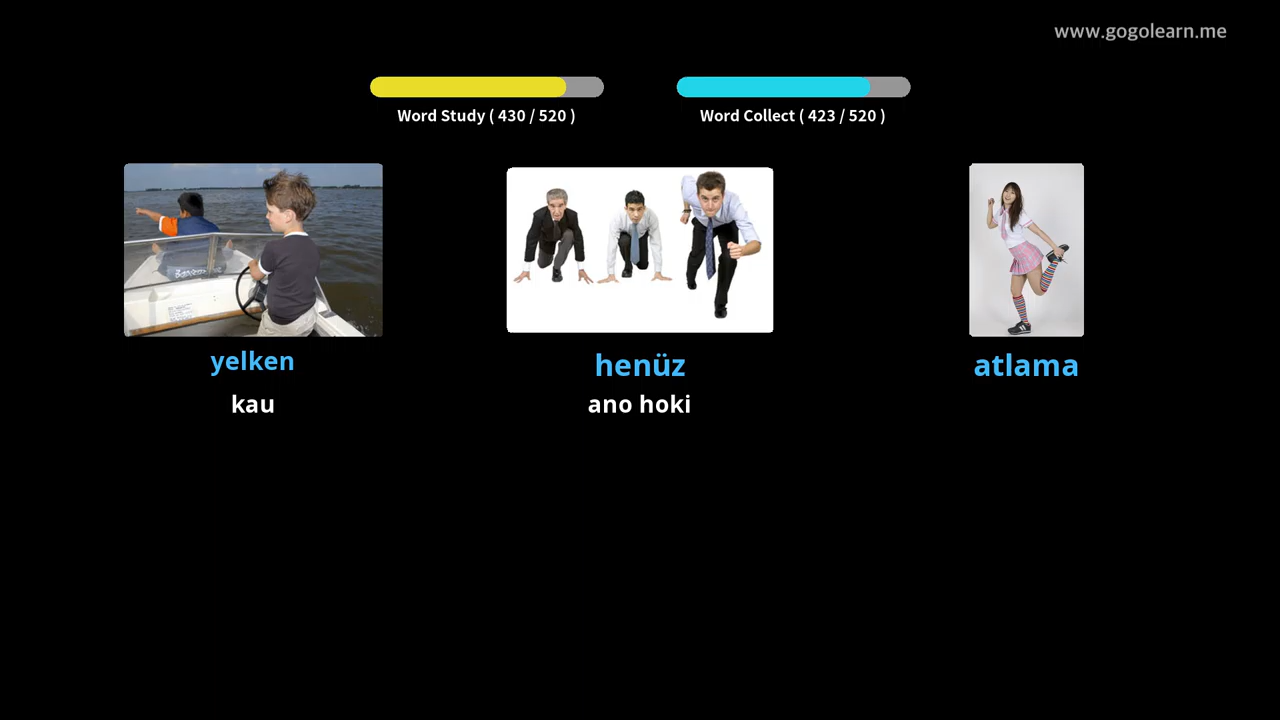 www.gogolearn.me
Word Study ( 430 / 520 )
Word Collect ( 423 / 520 )
yelken
henüz
atlama
kau
ano hoki